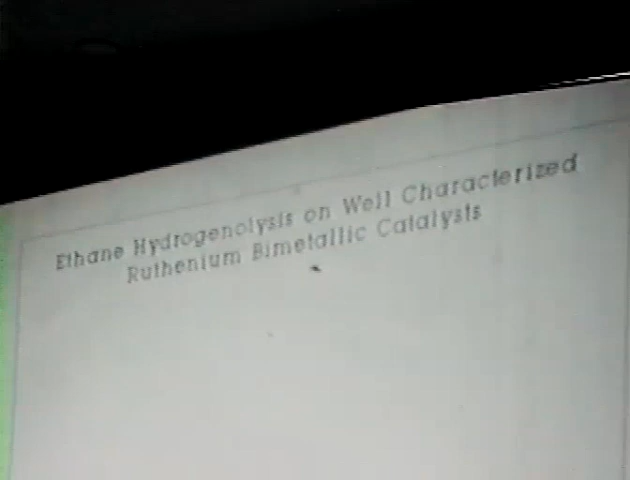 Ethane Hydrogenolysis on Well Characterized
Ruthenium Bimetallic Catalysts